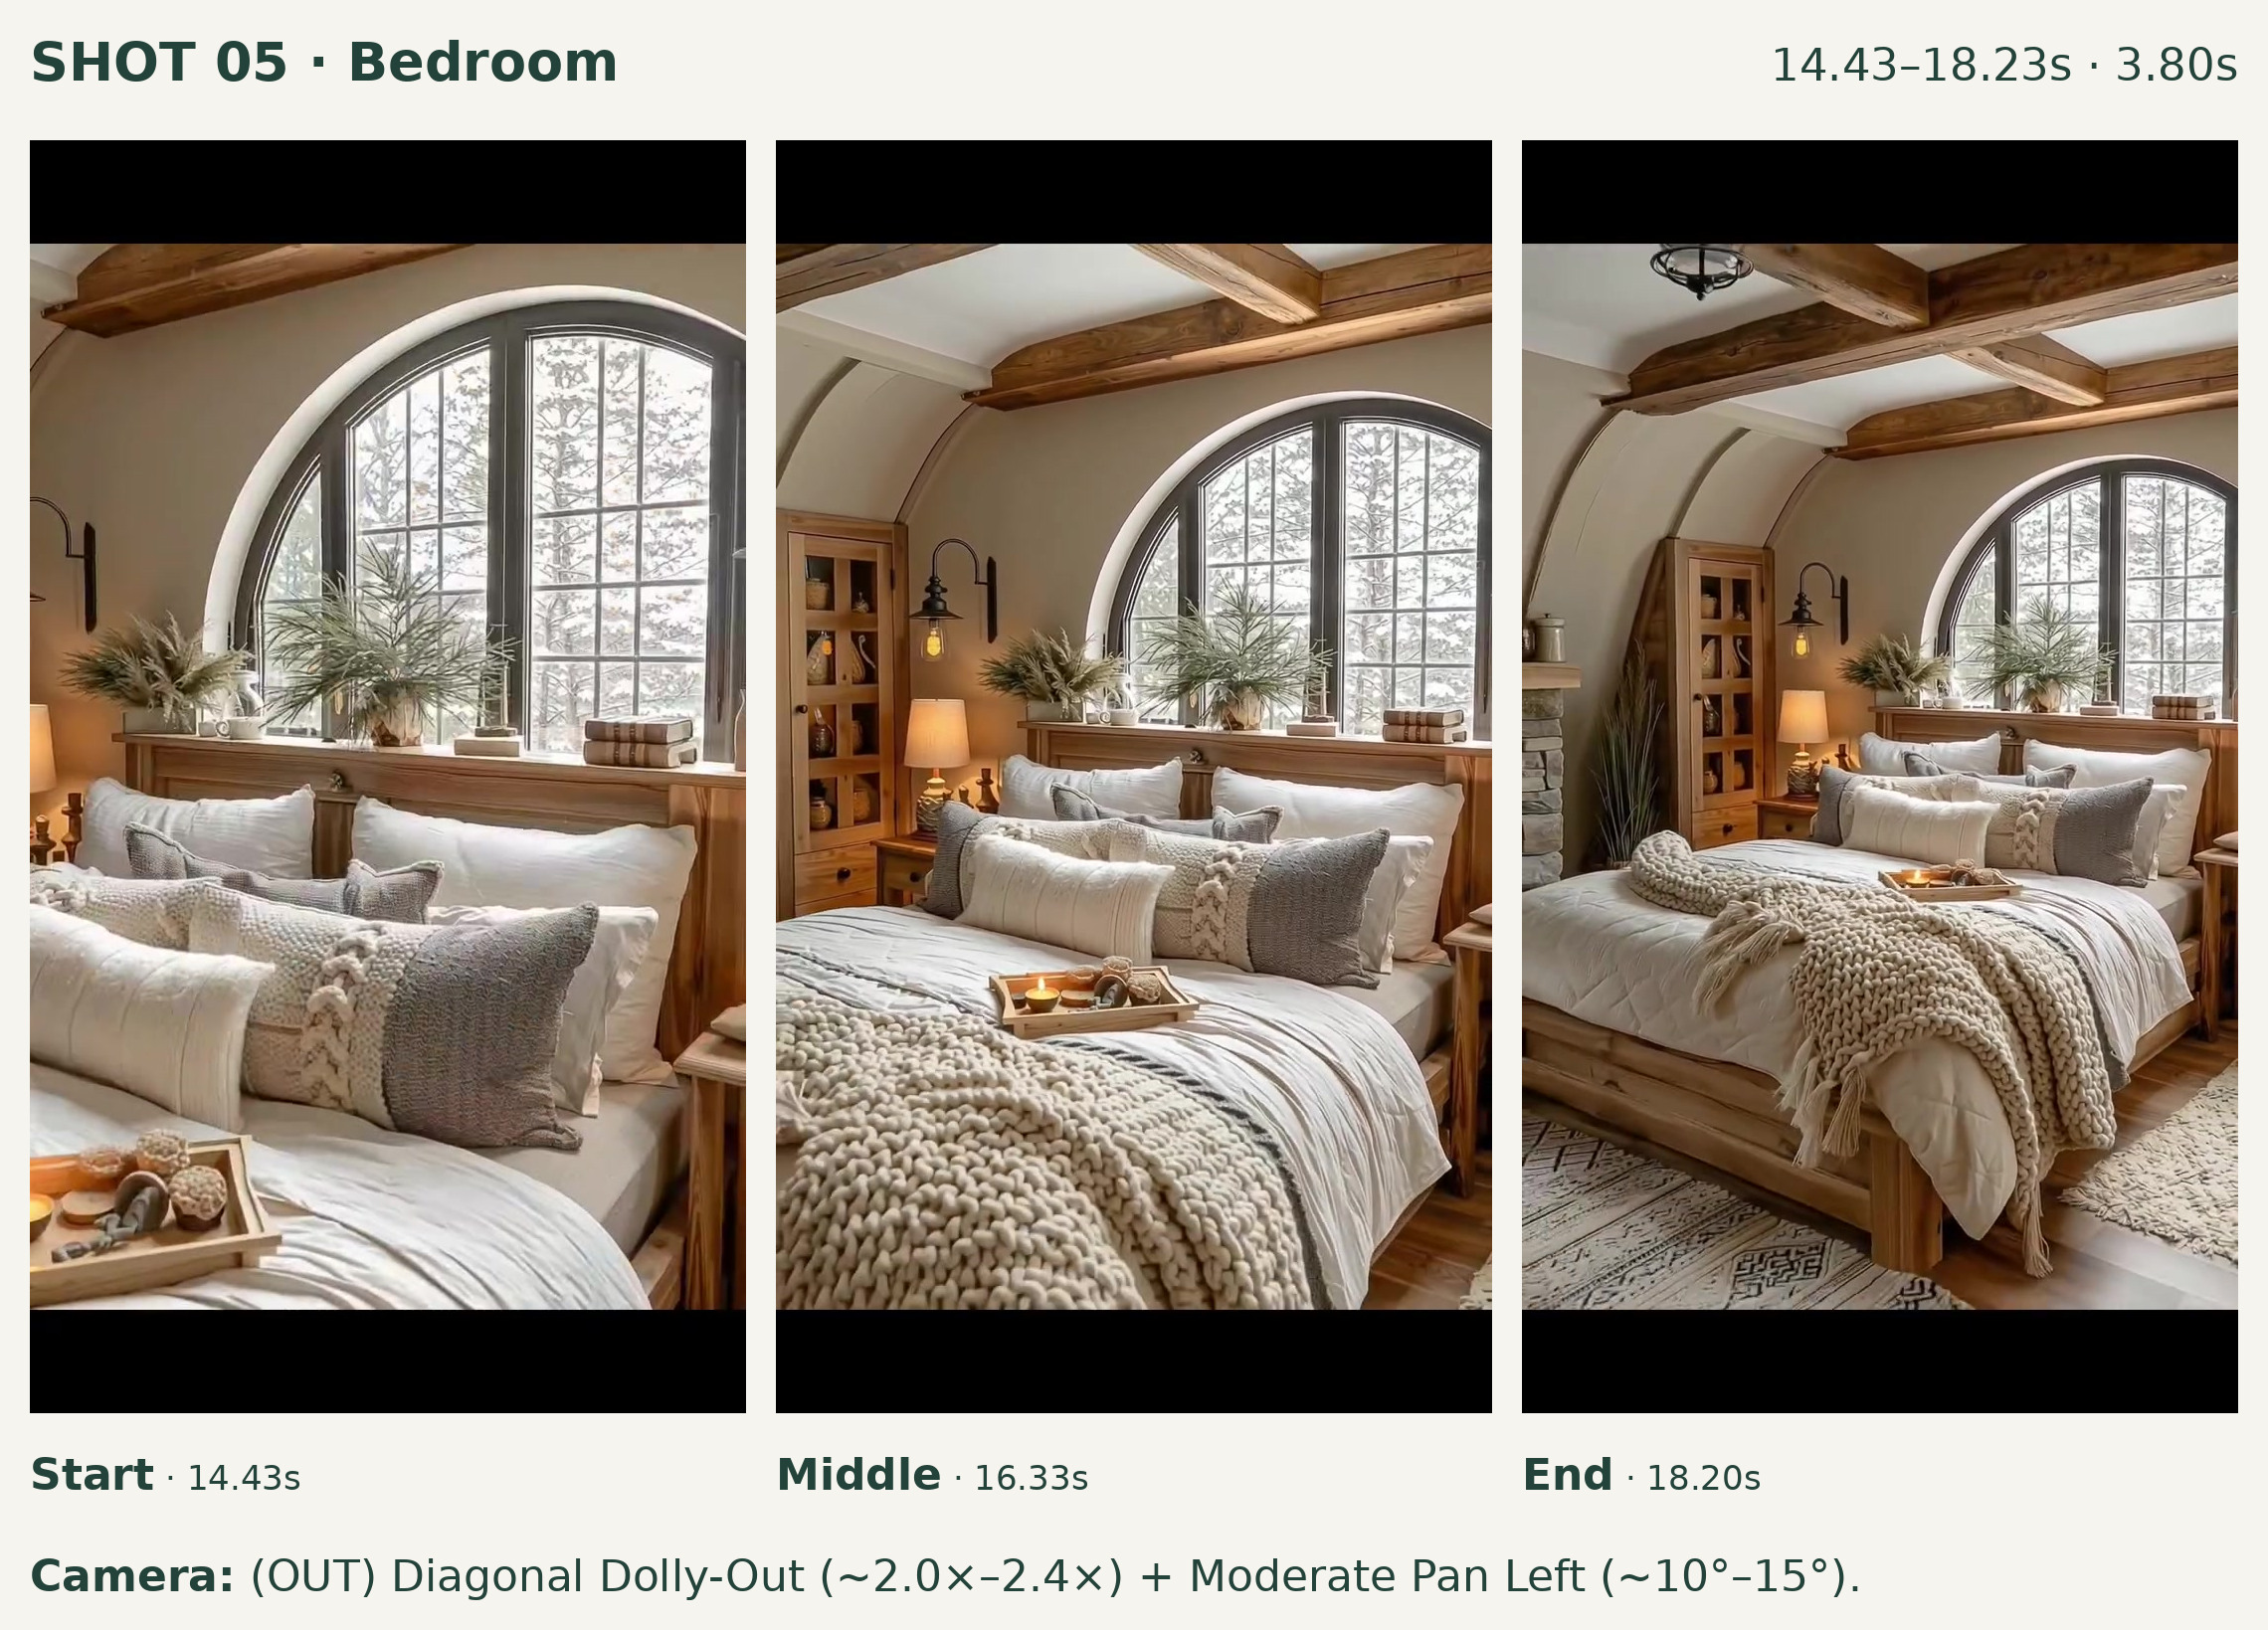 SHOT 05 · Bedroom
14.43–18.23s · 3.80s
Start · 14.43s
Middle · 16.33s
End · 18.20s
Camera: (OUT) Diagonal Dolly-Out (~2.0×–2.4×) + Moderate Pan Left (~10°–15°).